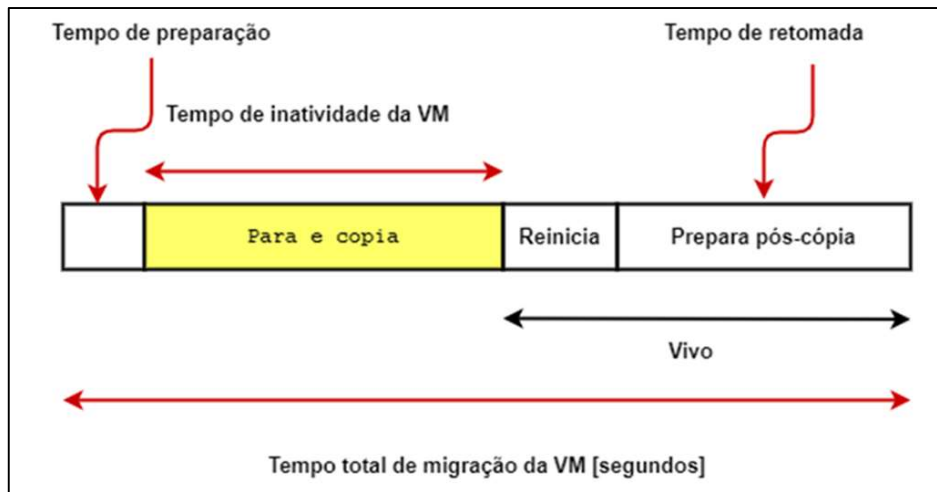 Tempo de preparação
Tempo de retomada
Tempo de inatividade da VM
Para e copia
Reinicia
Prepara pós-cópia
Vivo
Tempo total de migração da VM [segundos]